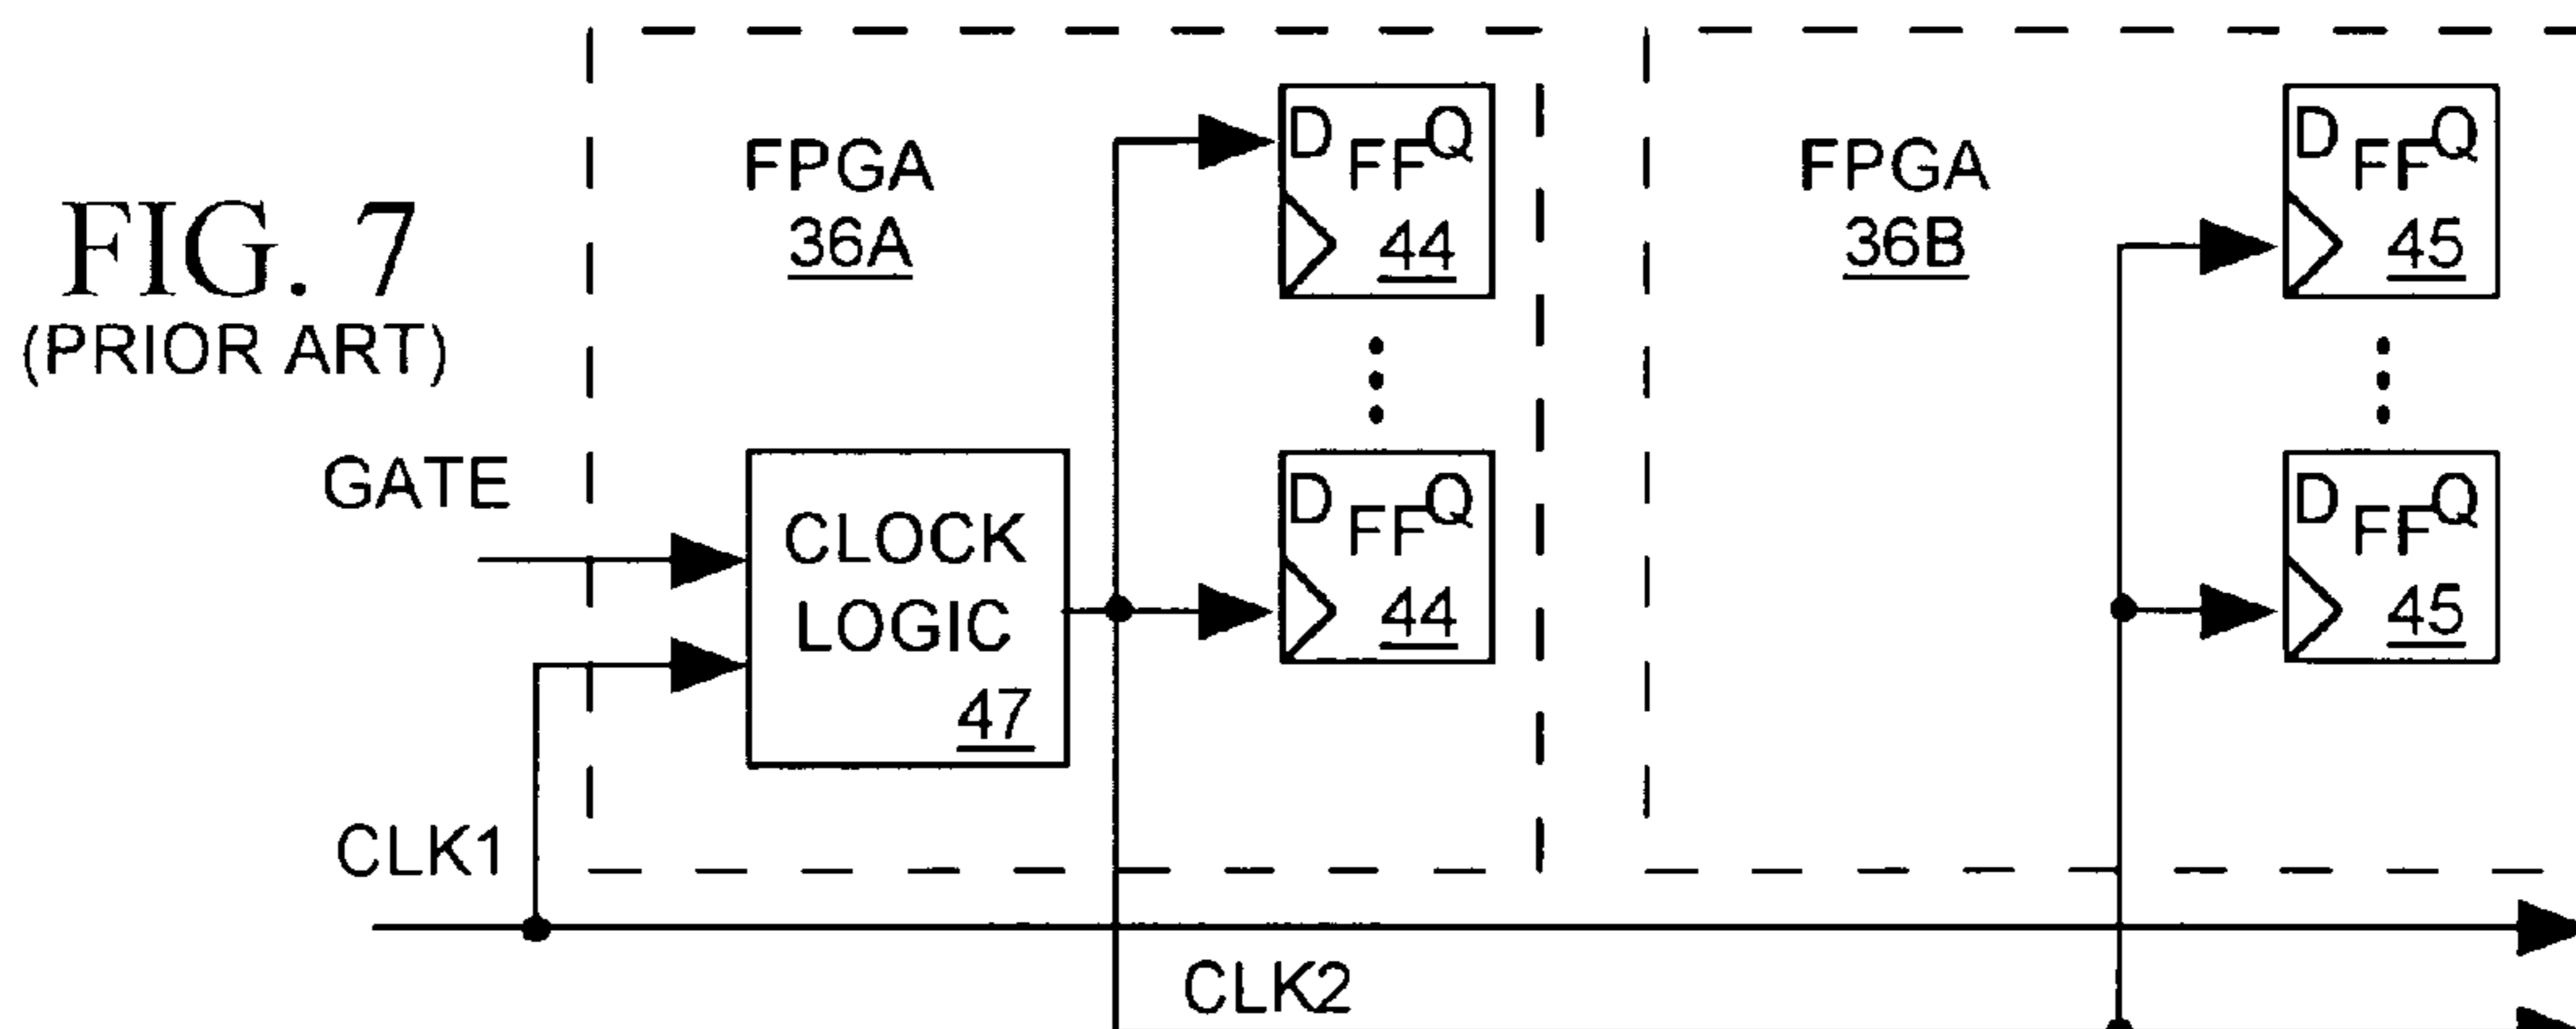 FIG. 7
(PRIOR ART)
FPGA
36A
D FF Q
44
FPGA
36B
D FF Q
45
GATE
CLOCK
LOGIC
47
D FF Q
44
D FF Q
45
CLK1
CLK2